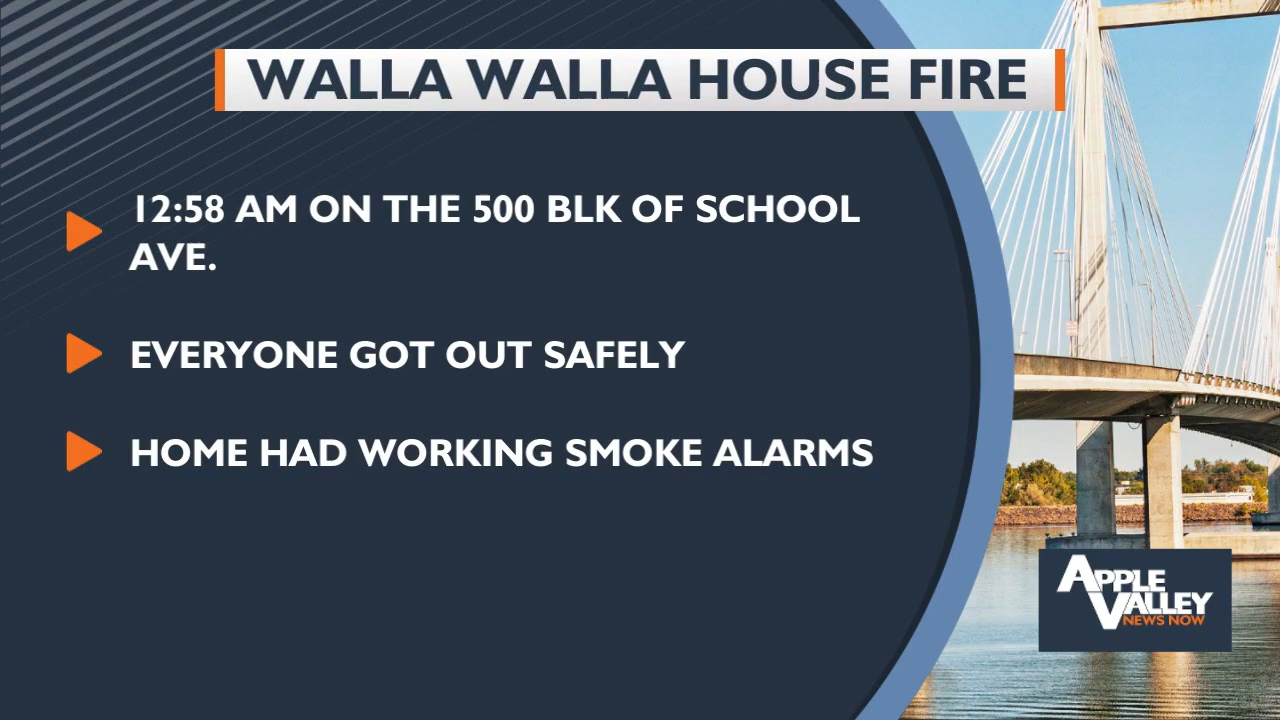 WALLA WALLA HOUSE FIRE
12:58 AM ON THE 500 BLK OF SCHOOL
AVE.
EVERYONE GOT OUT SAFELY
HOME HAD WORKING SMOKE ALARMS
APPLE
VALLEY
NEWS NOW